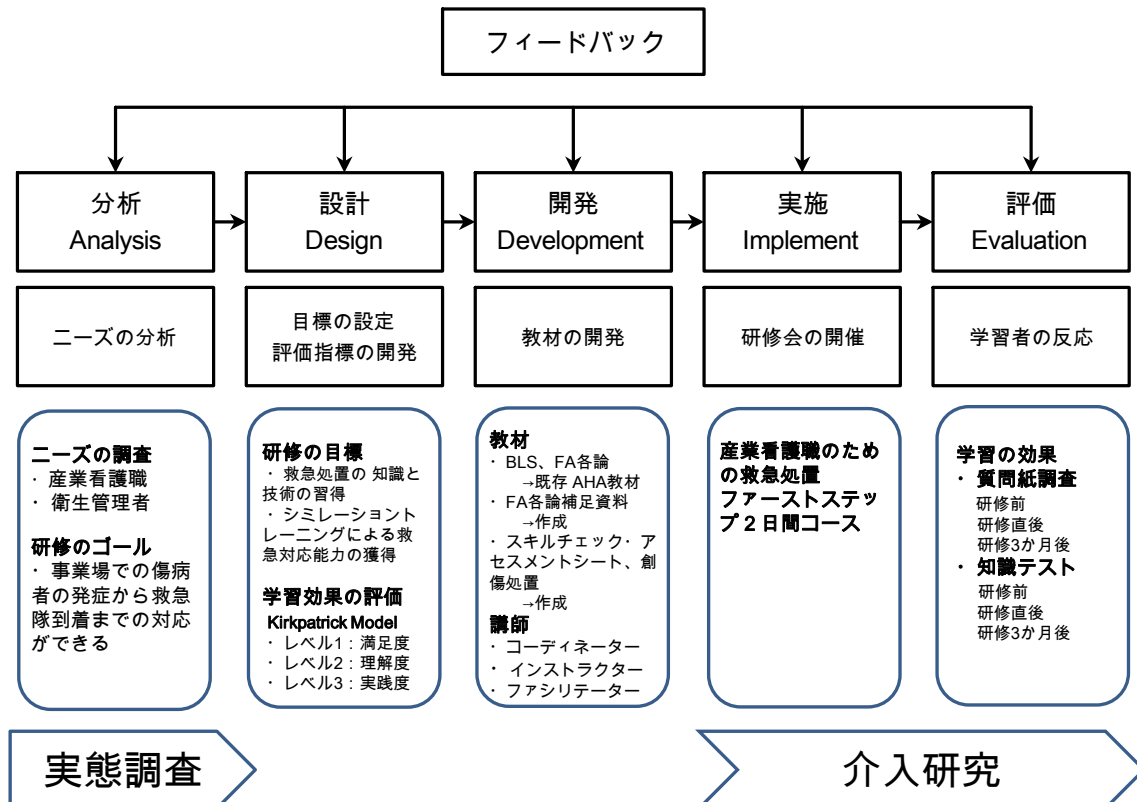 フィードバック
分析
Analysis
設計
Design
開発
Development
実施
Implement
評価
Evaluation
ニーズの分析
目標の設定
評価指標の開発
教材の開発
研修会の開催
学習者の反応
ニーズの調査
・ 産業看護職
・ 衛生管理者
研修のゴール
・ 事業場での傷病
者の発症から救急
隊到着までの対応
ができる
研修の目標
・ 救急処置の 知識と
技術の習得
・ シミレーショント
レーニングによる救
急対応能力の獲得
学習効果の評価
Kirkpatrick Model
・ レベル1：満足度
・ レベル2：理解度
・ レベル3：実践度
教材
・ BLS、FA各論
→既存 AHA教材
・ FA各論補足資料
→作成
・ スキルチェック・ ア
セスメントシート、創
傷処置
→作成
講師
・ コーディネーター
・ インストラクター
・ ファシリテーター
産業看護職のため
の救急処置
ファーストステッ
プ 2 日間コース
学習の効果
・ 質問紙調査
研修前
研修直後
研修3か月後
・ 知識テスト
研修前
研修直後
研修3か月後
実態調査
介入研究